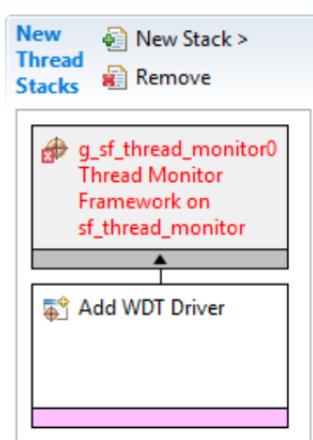 New
Thread
Stacks
New Stack >
Remove
g_sf_thread_monitor0
Thread Monitor
Framework on
sf_thread_monitor
Add WDT Driver